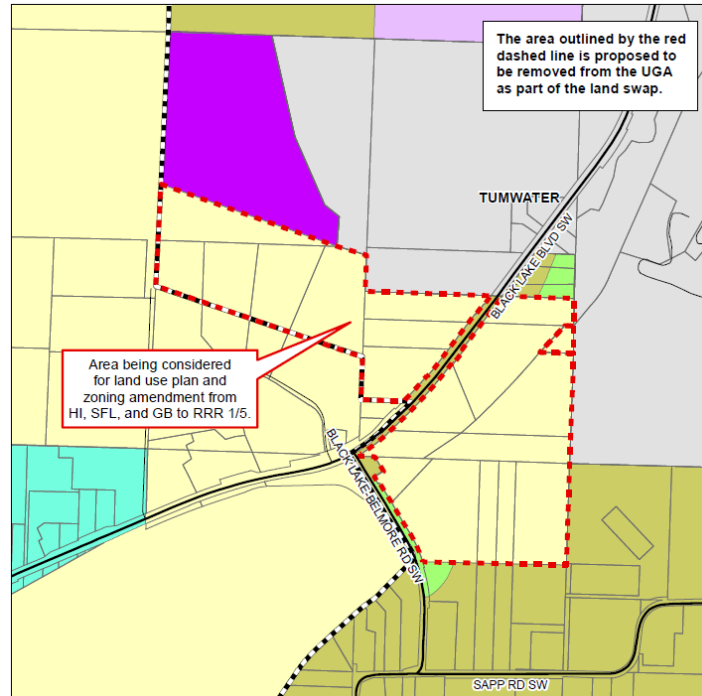 The area outlined by the red
dashed line is proposed to
be removed from the UGA
as part of the land swap.
TUMWATER
BLACK LAKE BLVD SW
Area being considered
for land use plan and
zoning amendment from
HI, SFL, and GB to RRR 1/5.
BLACK LAKE-BELMORE RD SW
SAPP RD SW